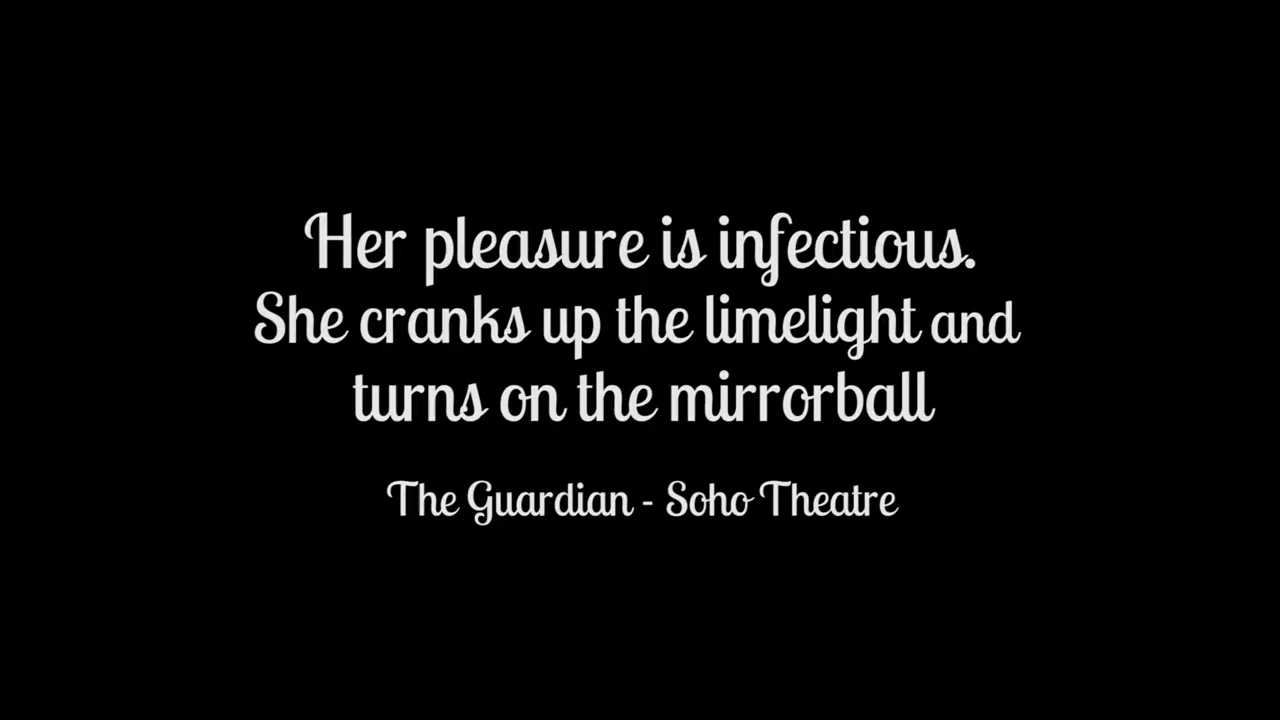 Her pleasure is infectious.
She cranks up the limelight and
turns on the mirrorball
The Guardian - Soho Theatre